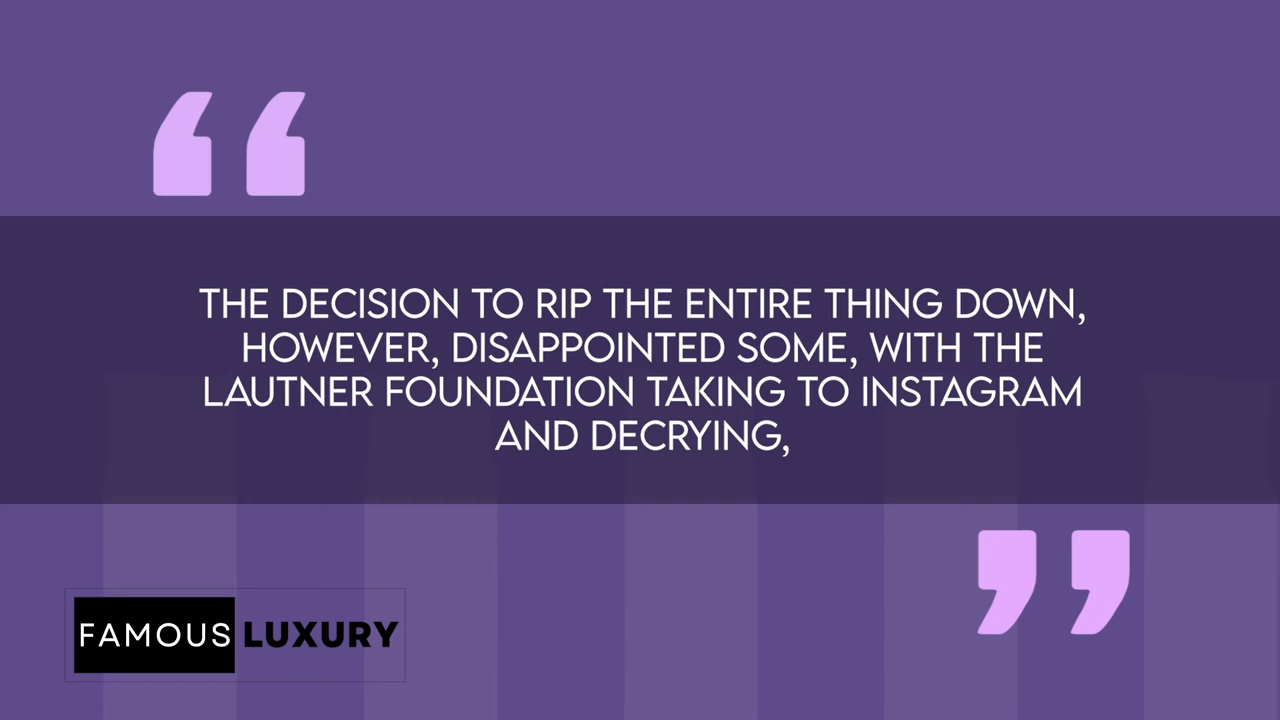 THE DECISION TO RIP THE ENTIRE THING DOWN,
HOWEVER, DISAPPOINTED SOME, WITH THE
LAUTNER FOUNDATION TAKING TO INSTAGRAM
AND DECRYING,
FAMOUS LUXURY